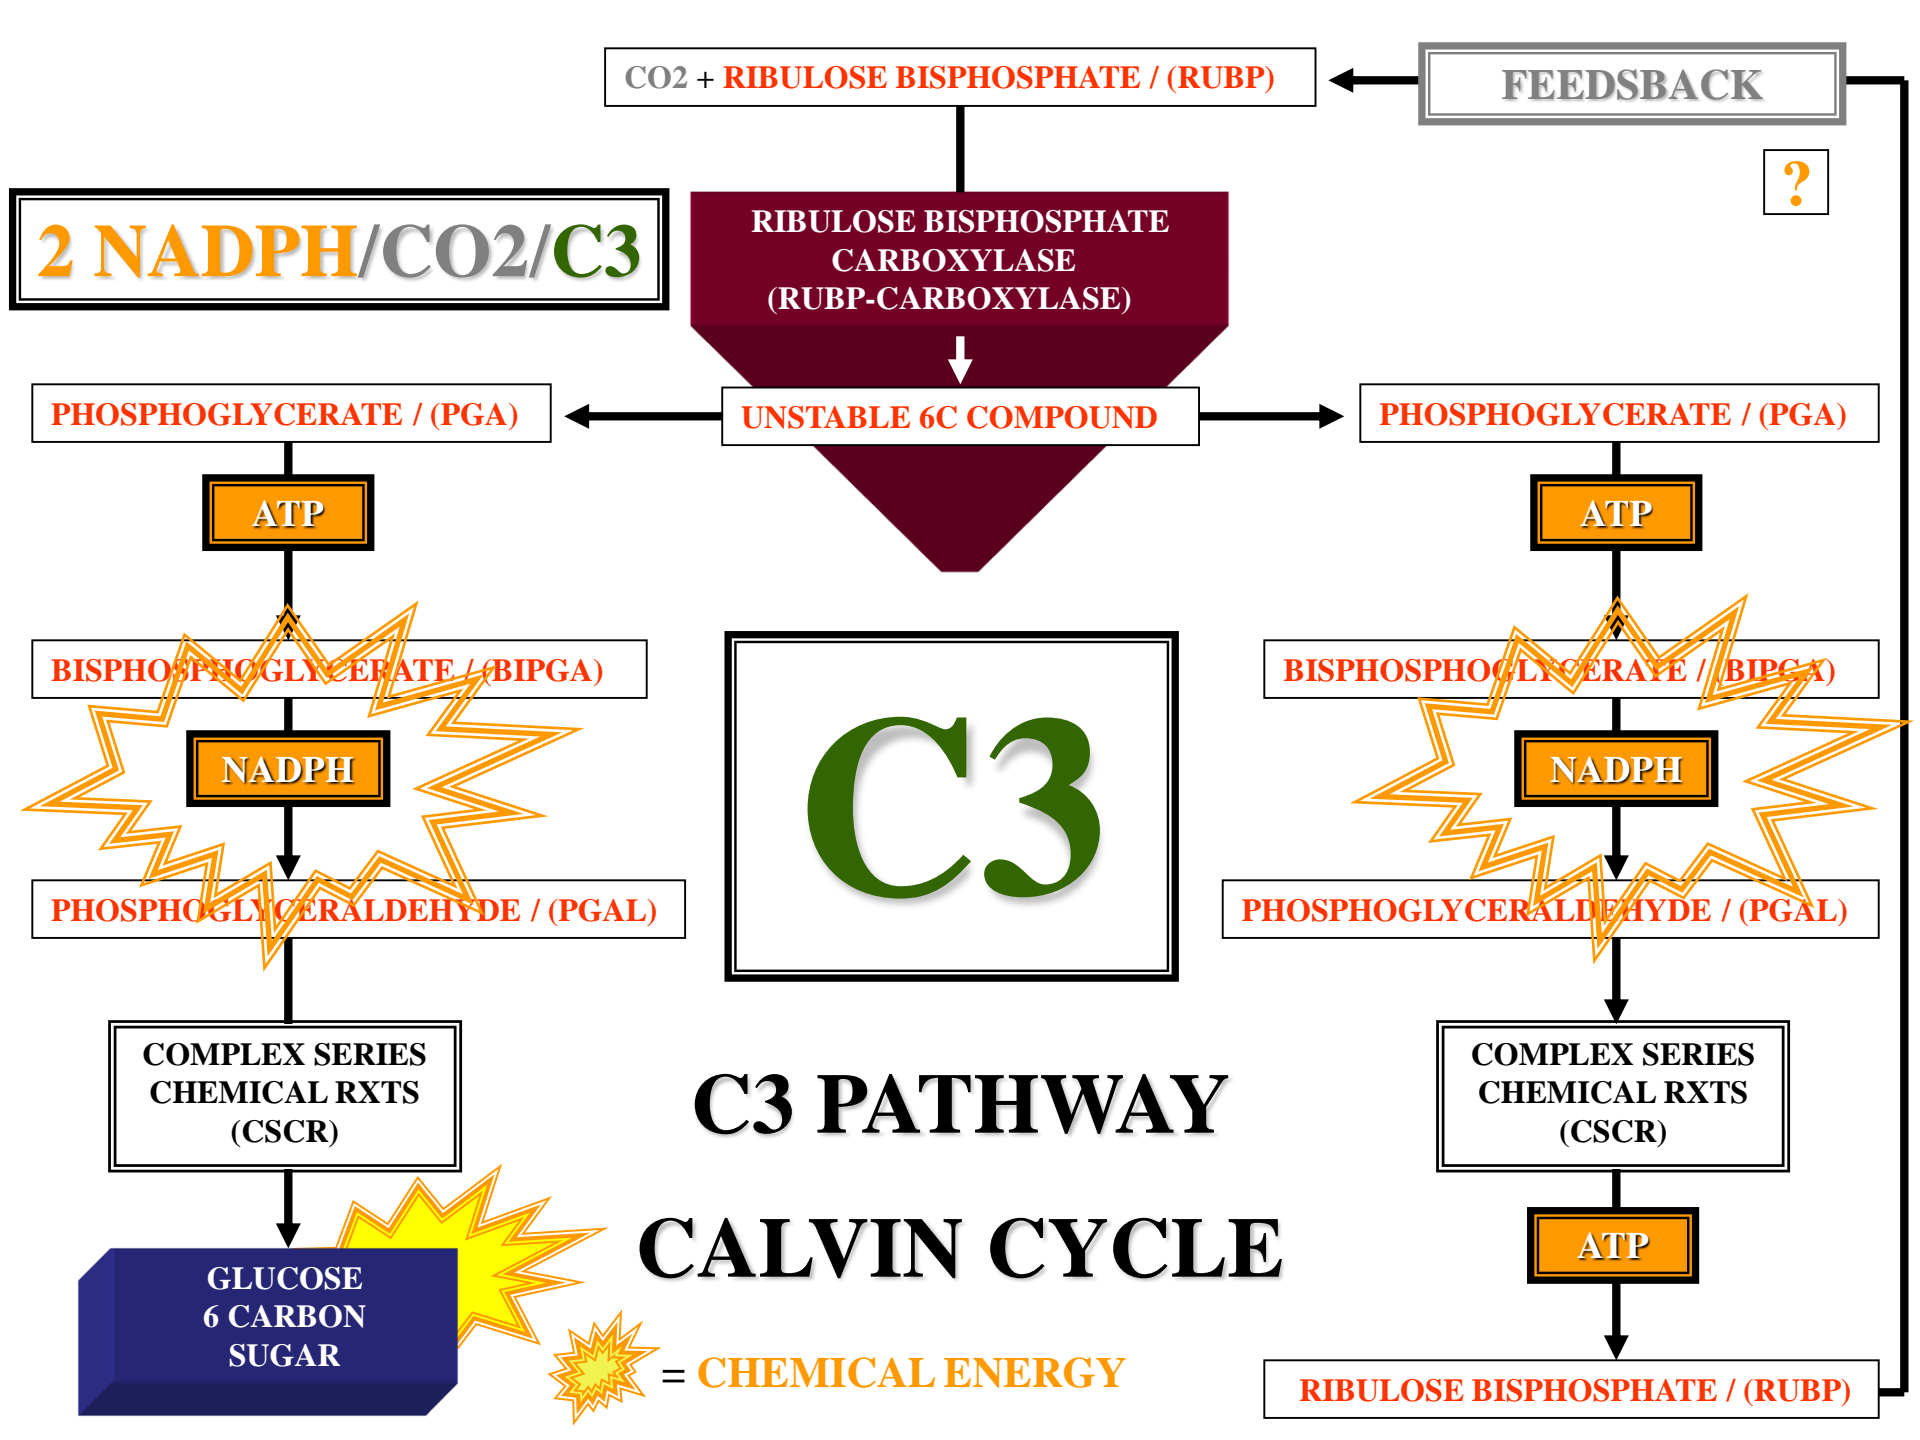 CO2 + RIBULOSE BISPHOSPHATE / (RUBP)
FEEDSBACK
?
2 NADPH/CO2/C3
RIBULOSE BISPHOSPHATE
CARBOXYLASE
(RUBP-CARBOXYLASE)
PHOSPHOGLYCERATE / (PGA)
UNSTABLE 6C COMPOUND
PHOSPHOGLYCERATE / (PGA)
ATP
ATP
BISPHOSPHOGLYCERATE / (BIPGA)
BISPHOSPHOGLYCERATE / (BIPGA)
NADPH
NADPH
C3
PHOSPHOGLYCERALDEHYDE / (PGAL)
PHOSPHOGLYCERALDEHYDE / (PGAL)
COMPLEX SERIES
CHEMICAL RXTS
(CSCR)
C3 PATHWAY
COMPLEX SERIES
CHEMICAL RXTS
(CSCR)
CALVIN CYCLE
ATP
GLUCOSE
6 CARBON
SUGAR
= CHEMICAL ENERGY
RIBULOSE BISPHOSPHATE / (RUBP)